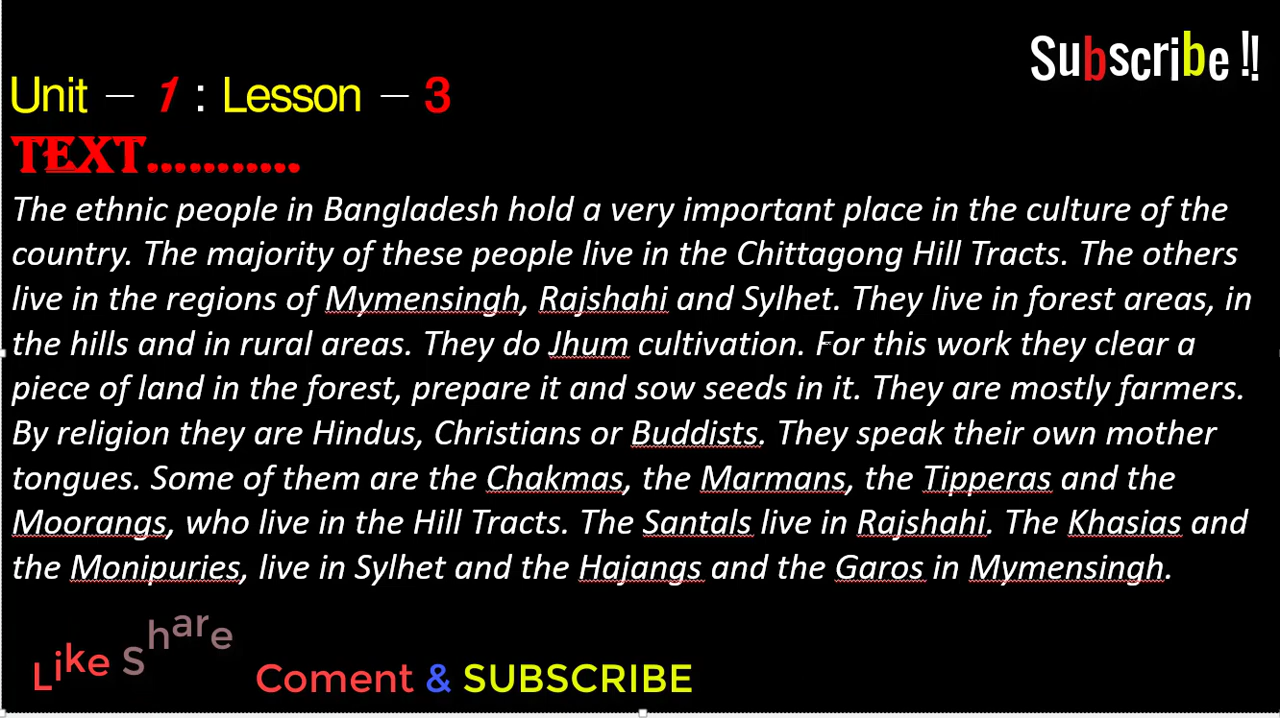 Subscribe !!
Unit – 1 : Lesson – 3
TEXT...........
The ethnic people in Bangladesh hold a very important place in the culture of the
country. The majority of these people live in the Chittagong Hill Tracts. The others
live in the regions of Mymensingh, Rajshahi and Sylhet. They live in forest areas, in
the hills and in rural areas. They do Jhum cultivation. For this work they clear a
piece of land in the forest, prepare it and sow seeds in it. They are mostly farmers.
By religion they are Hindus, Christians or Buddists. They speak their own mother
tongues. Some of them are the Chakmas, the Marmans, the Tipperas and the
Moorangs, who live in the Hill Tracts. The Santals live in Rajshahi. The Khasias and
the Monipuries, live in Sylhet and the Hajangs and the Garos in Mymensingh.
Like Share Coment & SUBSCRIBE